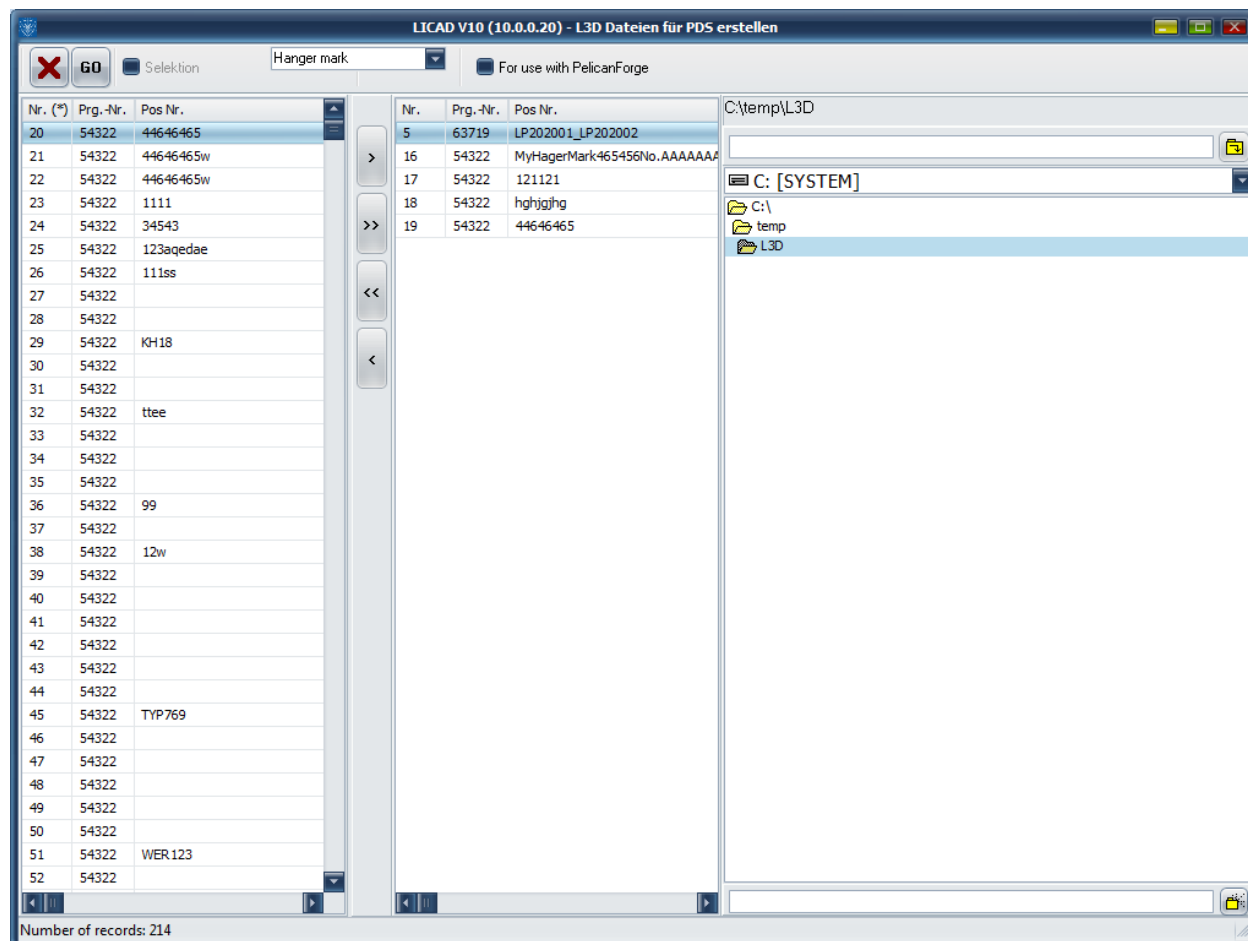 LICAD V10 (10.0.0.20) - L3D Dateien für PDS erstellen
GO Selektion Hanger mark For use with PelicanForge
Nr. (*) Prg.-Nr. Pos Nr.
20 54322 44646465
21 54322 44646465w
22 54322 44646465w
23 54322 1111
24 54322 34543
25 54322 123aqedae
26 54322 111ss
27 54322
28 54322
29 54322 KH18
30 54322
31 54322
32 54322 ttee
33 54322
34 54322
35 54322
36 54322 99
37 54322
38 54322 12w
39 54322
40 54322
41 54322
42 54322
43 54322
44 54322
45 54322 TYP769
46 54322
47 54322
48 54322
49 54322
50 54322
51 54322 WER123
52 54322
>
>>
<<
<
Nr. Prg.-Nr. Pos Nr.
5 63719 LP202001_LP202002
16 54322 MyHagerMark465456No.AAAAAAA
17 54322 121121
18 54322 hghjgjhg
19 54322 44646465
C:\temp\L3D
C: [SYSTEM]
C:\
temp
L3D
Number of records: 214